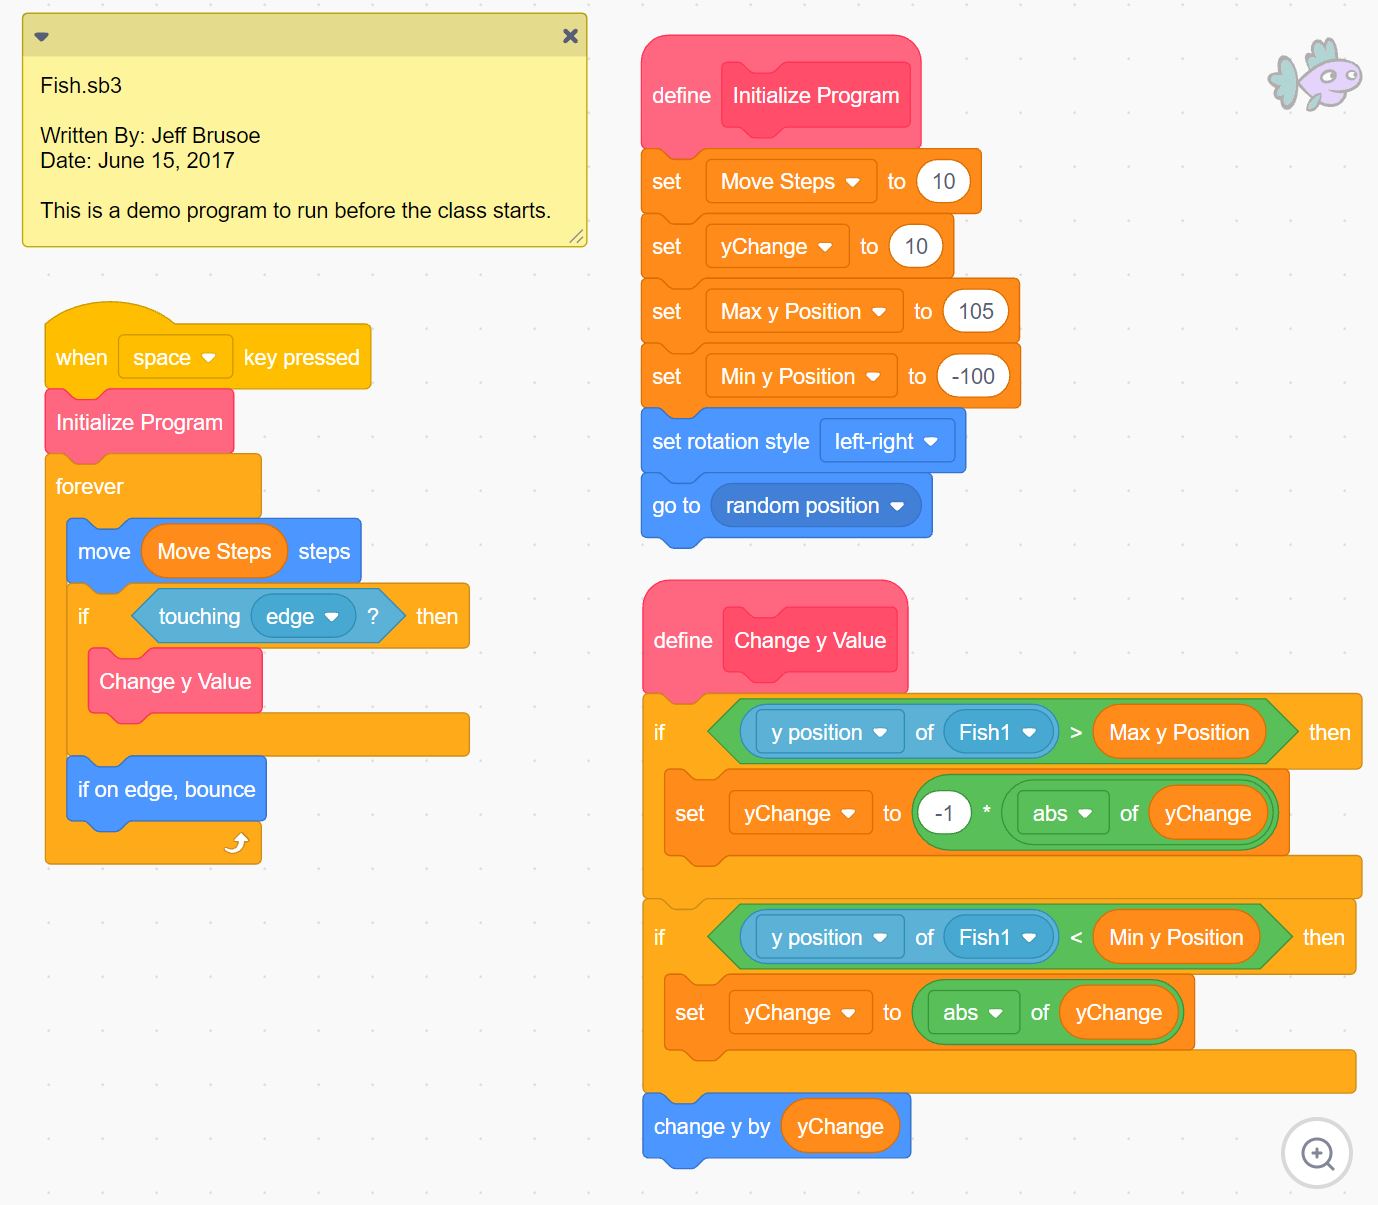 Fish.sb3
Written By: Jeff Brusoe
Date: June 15, 2017
This is a demo program to run before the class starts.
when space key pressed
Initialize Program
forever
move Move Steps steps
if touching edge ? then
Change y Value
if on edge, bounce
define Initialize Program
set Move Steps to 10
set yChange to 10
set Max y Position to 105
set Min y Position to -100
set rotation style left-right
go to random position
define Change y Value
if y position of Fish1 > Max y Position then
set yChange to -1 * abs of yChange
if y position of Fish1 < Min y Position then
set yChange to abs of yChange
change y by yChange